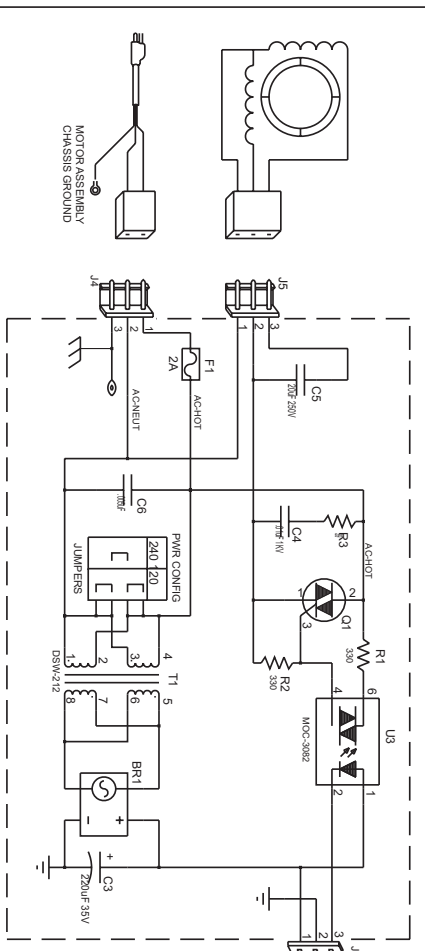 MOTOR ASSEMBLY
CHASSIS GROUND
J4
1
2
3
J5
3
2
1
F1
2A
AC-HOT
AC-NEUT
C5
20uF 250V
C6
.005uF
C4
.01uF 1KV
R3
AC-HOT
PWR CONFIG
240
120
JUMPERS
Q1
1
2
3
R1
330
R2
330
U3
MOC-3082
6
4
1
2
T1
DSW-212
4
3
2
1
5
6
7
8
BR1
+
-
C3
+
220uF 35V
1
2
3